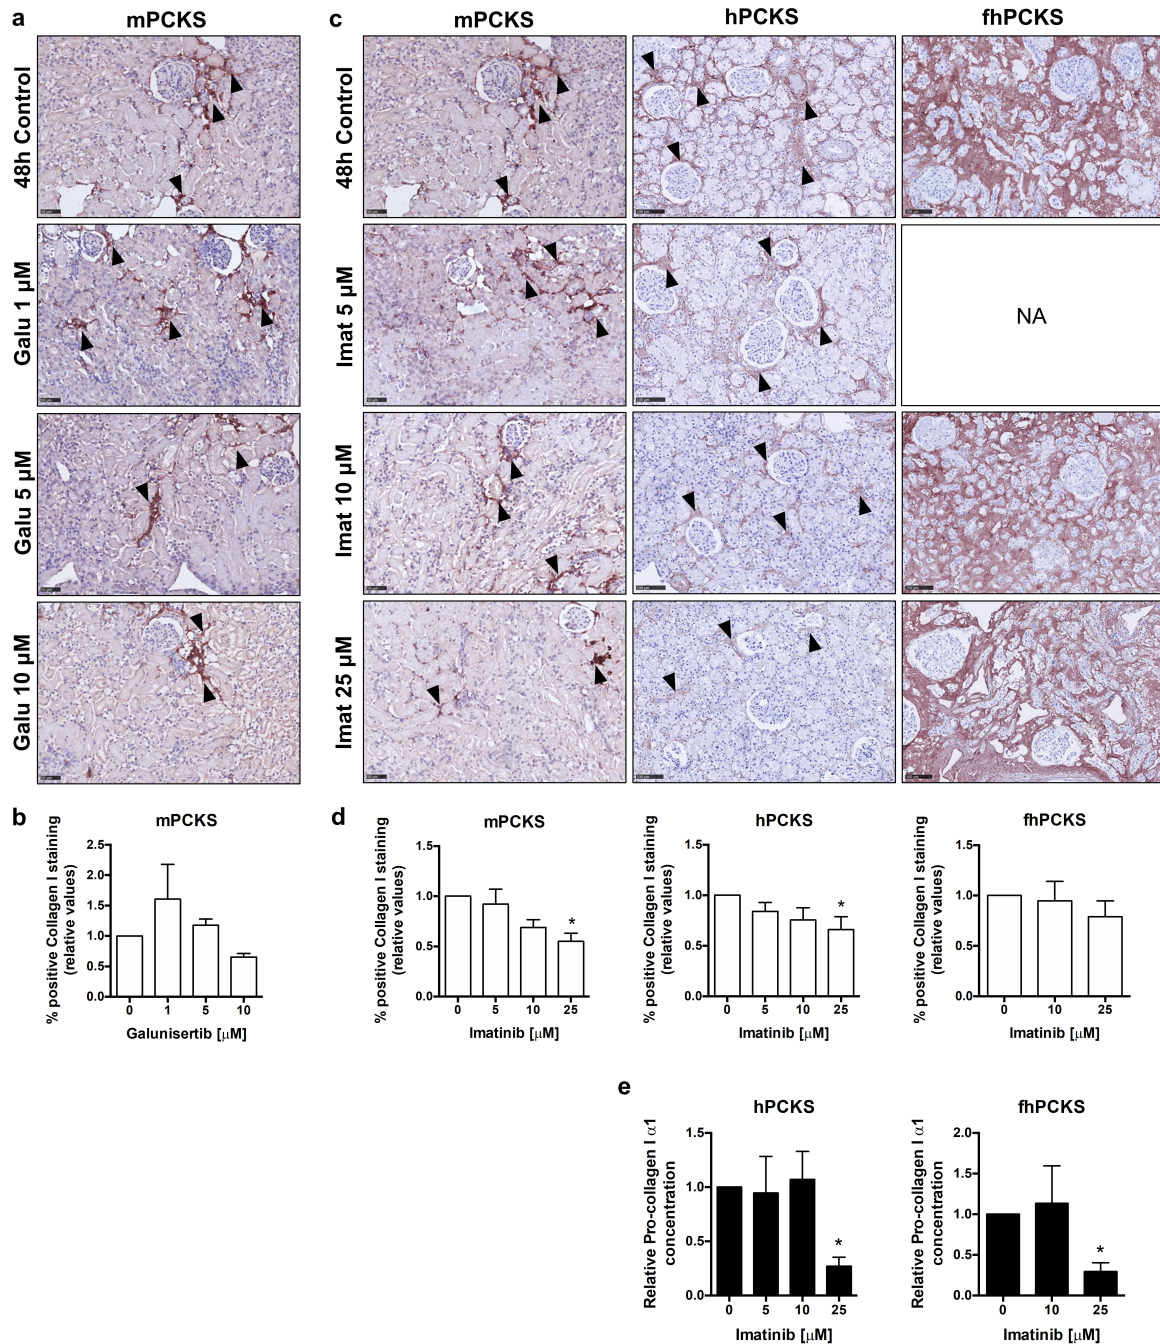 a
mPCKS
c
mPCKS
hPCKS
fhPCKS
48h Control
48h Control
Galu 1 µM
Imat 5 µM
NA
Galu 5 µM
Imat 10 µM
Galu 10 µM
Imat 25 µM
b
mPCKS
% positive Collagen I staining
(relative values)
2.5
2.0
1.5
1.0
0.5
0.0
0
1
5
10
Galunisertib [µM]
d
mPCKS
% positive Collagen I staining
(relative values)
1.5
1.0
0.5
0.0
*
0
5
10
25
Imatinib [µM]
hPCKS
% positive Collagen I staining
(relative values)
1.5
1.0
0.5
0.0
*
0
5
10
25
Imatinib [µM]
fhPCKS
% positive Collagen I staining
(relative values)
1.5
1.0
0.5
0.0
0
10
25
Imatinib [µM]
e
hPCKS
Relative Pro-collagen I α1
concentration
1.5
1.0
0.5
0.0
*
0
5
10
25
Imatinib [µM]
fhPCKS
Relative Pro-collagen I α1
concentration
2.0
1.5
1.0
0.5
0.0
*
0
10
25
Imatinib [µM]